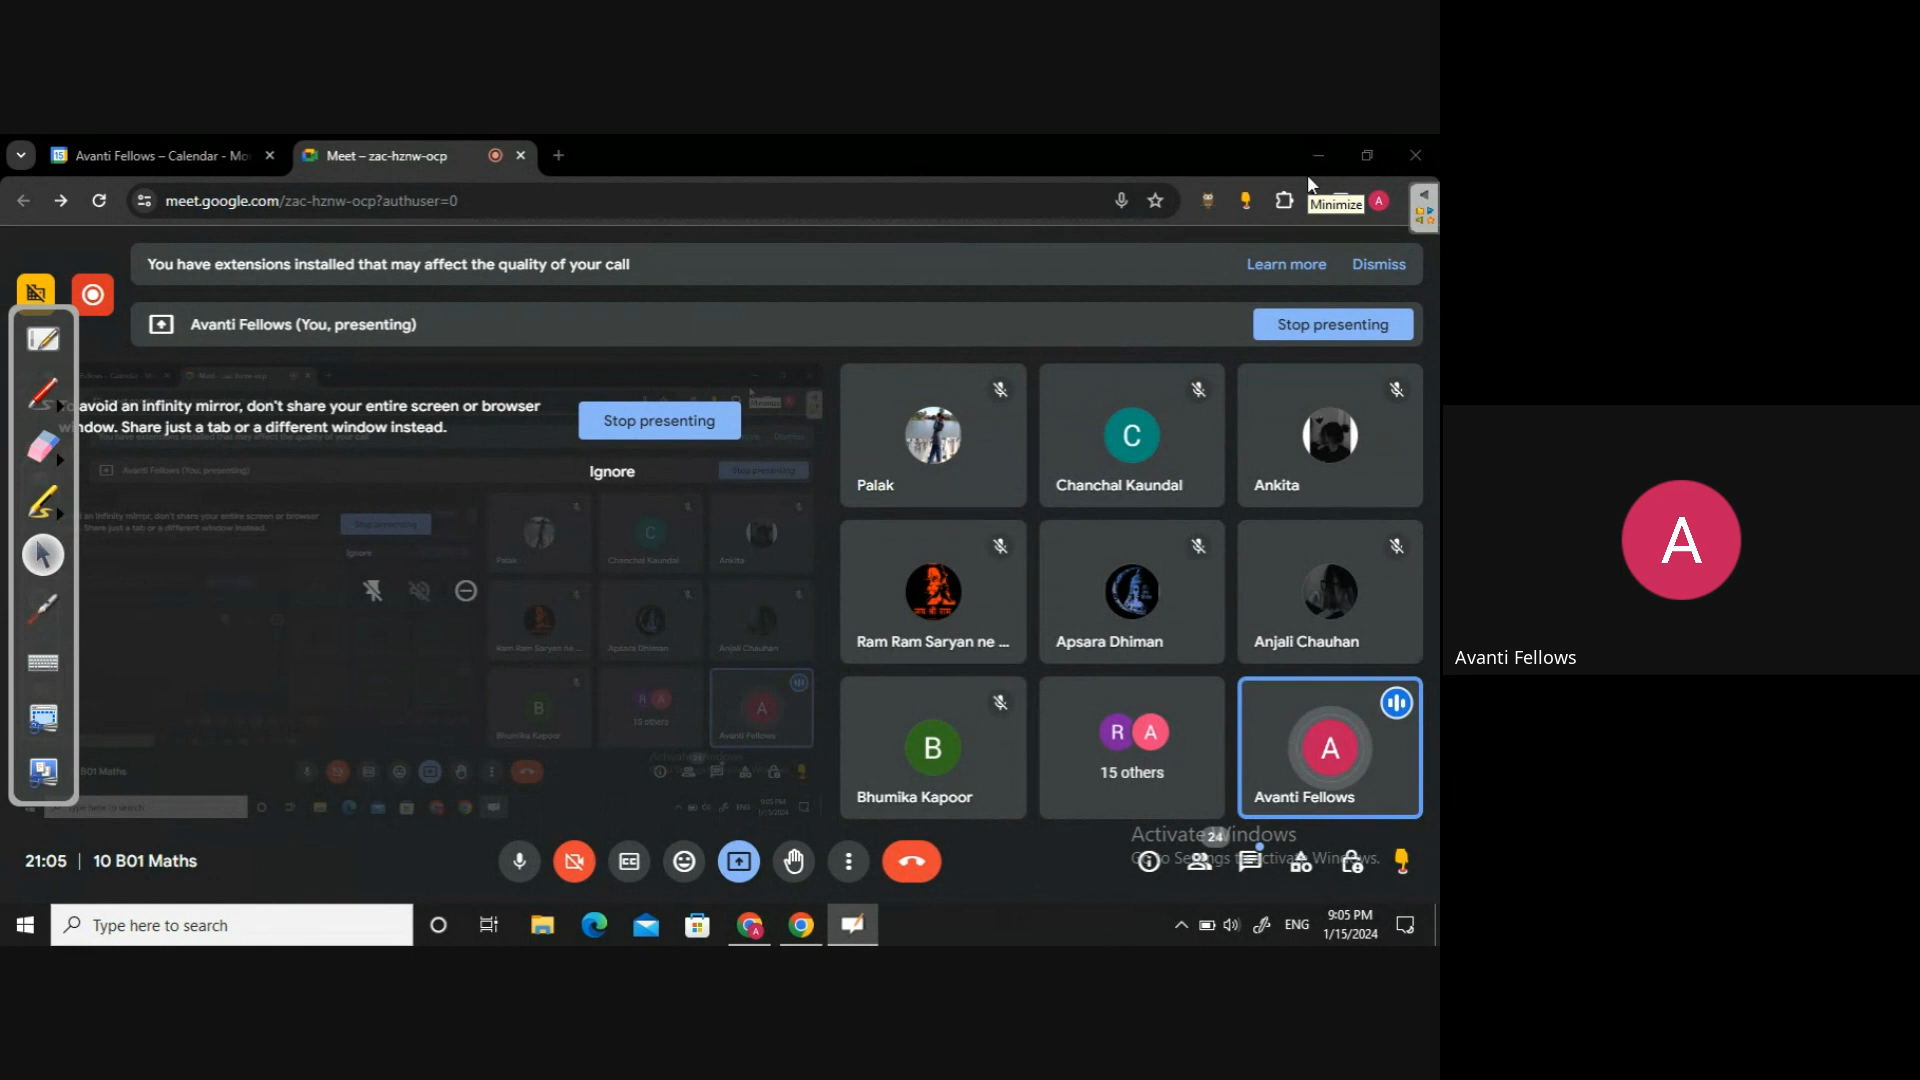 Avanti Fellows – Calendar - Mo
Meet – zac-hznw-ocp
meet.google.com/zac-hznw-ocp?authuser=0
Minimize
A
You have extensions installed that may affect the quality of your call
Learn more
Dismiss
Avanti Fellows (You, presenting)
Stop presenting
avoid an infinity mirror, don't share your entire screen or browser
window. Share just a tab or a different window instead.
Stop presenting
Ignore
Palak
C
Chanchal Kaundal
Ankita
Ram Ram Saryan ne ...
Apsara Dhiman
Anjali Chauhan
B
Bhumika Kapoor
R A
15 others
A
Avanti Fellows
A
Avanti Fellows
Activate Windows
24
21:05 | 10 B01 Maths
Type here to search
ENG
9:05 PM
1/15/2024